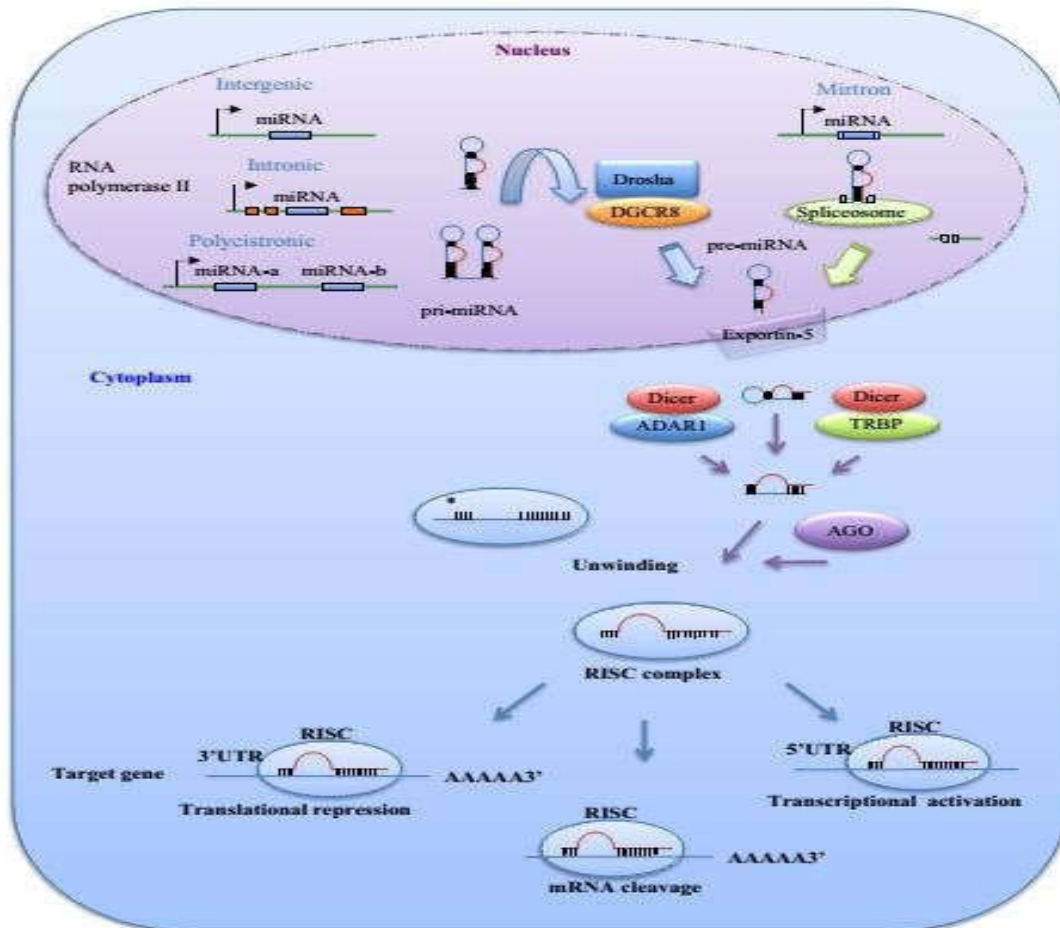 Nucleus
Intergenic
miRNA
RNA
polymerase II
Intronic
miRNA
Polycistronic
miRNA-a miRNA-b
pri-miRNA
Drosha
DGCR8
Mirtron
miRNA
Spliceosome
pre-miRNA
Exportin-5
Cytoplasm
Dicer
ADAR1
Dicer
TRBP
*
AGO
Unwinding
RISC complex
Target gene
3'UTR
RISC
AAAAA3'
Translational repression
RISC
AAAAA3'
mRNA cleavage
5'UTR
RISC
Transcriptional activation